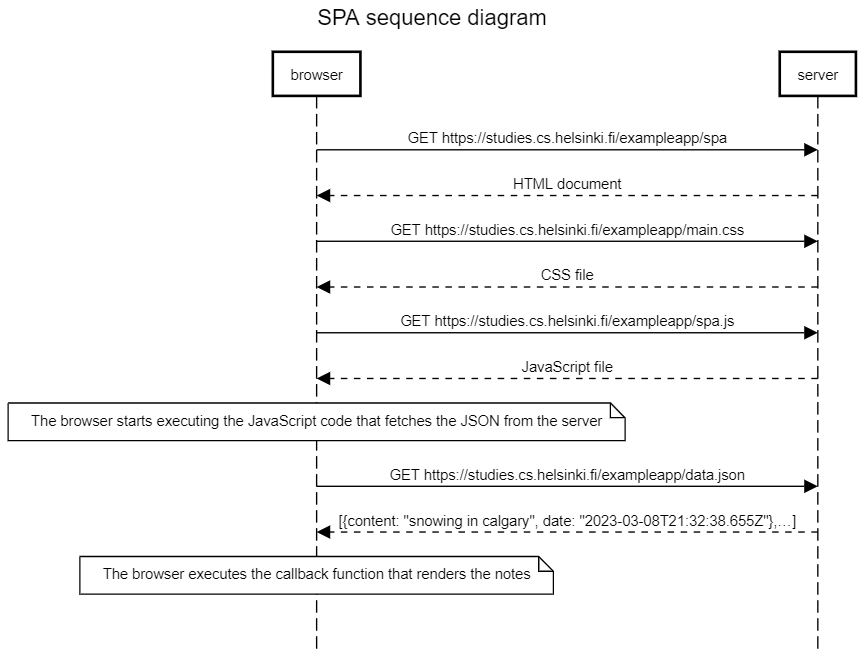 SPA sequence diagram
browser
server
GET https://studies.cs.helsinki.fi/exampleapp/spa
HTML document
GET https://studies.cs.helsinki.fi/exampleapp/main.css
CSS file
GET https://studies.cs.helsinki.fi/exampleapp/spa.js
JavaScript file
The browser starts executing the JavaScript code that fetches the JSON from the server
GET https://studies.cs.helsinki.fi/exampleapp/data.json
[{content: "snowing in calgary", date: "2023-03-08T21:32:38.655Z"},…]
The browser executes the callback function that renders the notes